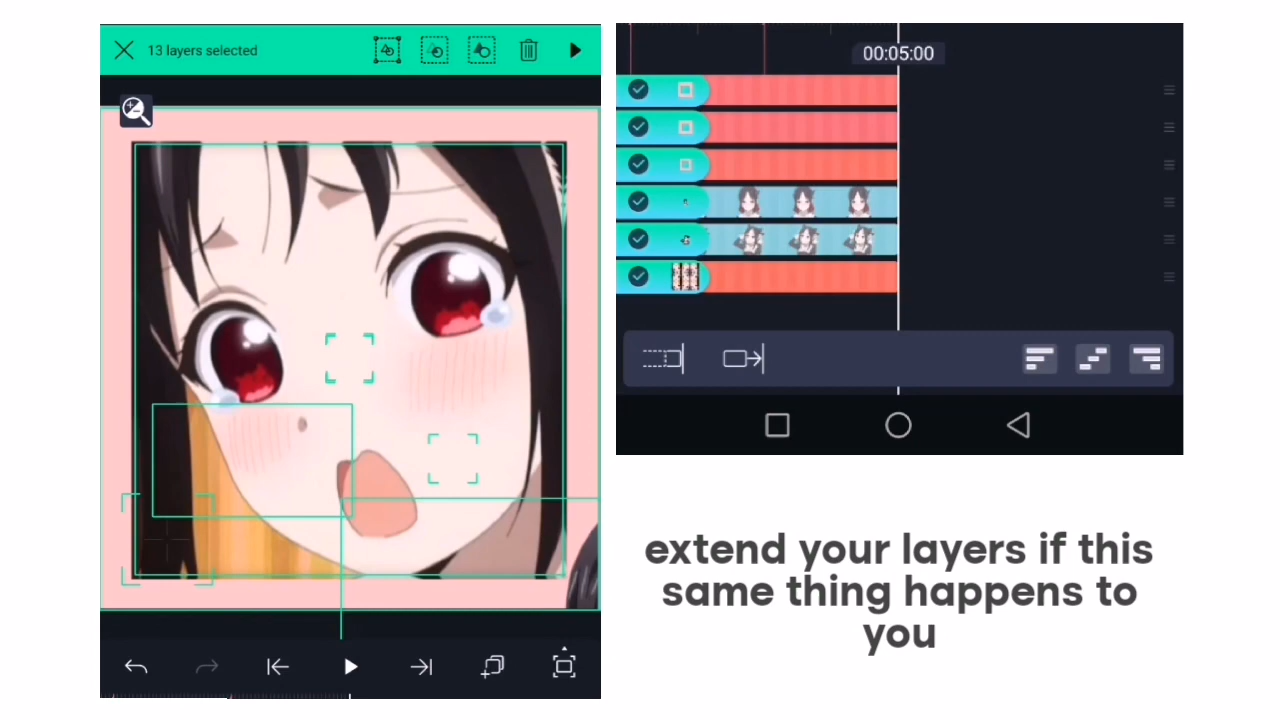 13 layers selected
00:05:00
extend your layers if this
same thing happens to
you